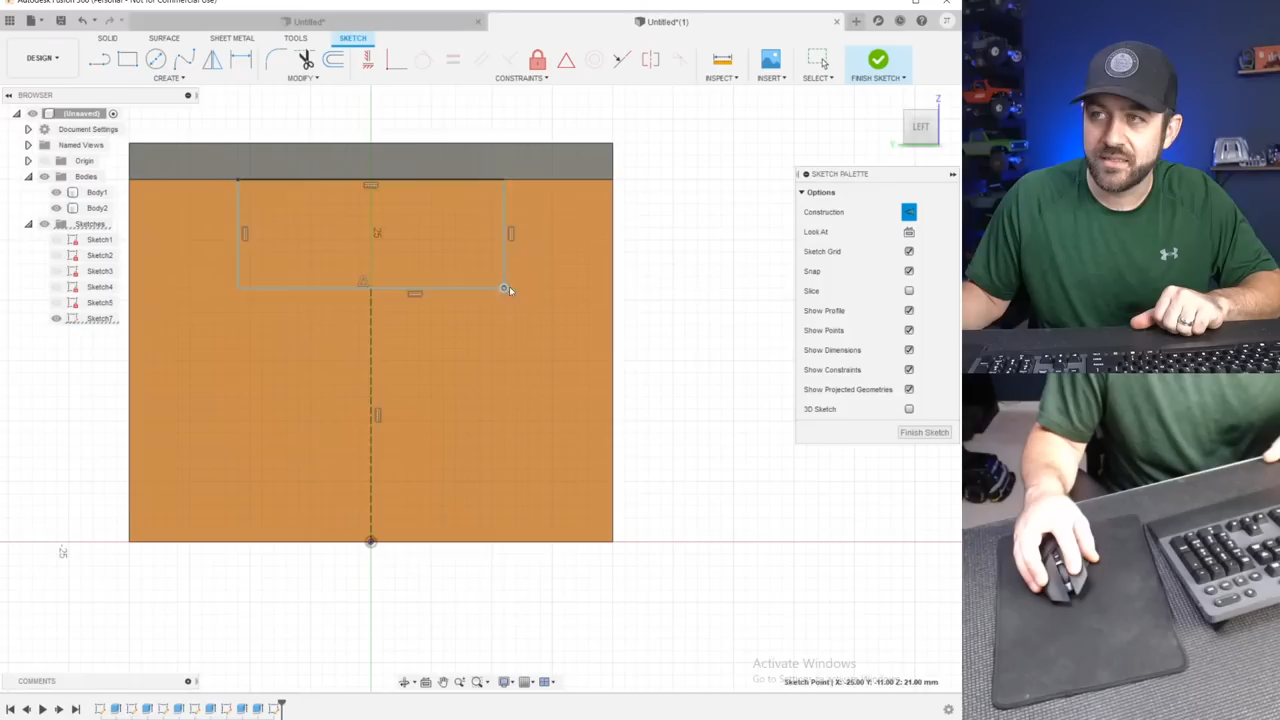 Autodesk Fusion 360 (Personal - Not for Commercial Use)
Untitled*
Untitled*(1)
JT
SOLID
SURFACE
SHEET METAL
TOOLS
SKETCH
DESIGN
CREATE
MODIFY
CONSTRAINTS
INSPECT
INSERT
SELECT
FINISH SKETCH
BROWSER
(Unsaved)
Document Settings
Named Views
Origin
Bodies
Body1
Body2
Sketches
Sketch1
Sketch2
Sketch3
Sketch4
Sketch5
Sketch7
25
-25
Z
LEFT
Y
SKETCH PALETTE
Options
Construction
Look At
Sketch Grid
Snap
Slice
Show Profile
Show Points
Show Dimensions
Show Constraints
Show Projected Geometries
3D Sketch
Finish Sketch
Activate Windows
Sketch Point | X: -25.00 Y: -11.00 Z: 21.00 mm
COMMENTS